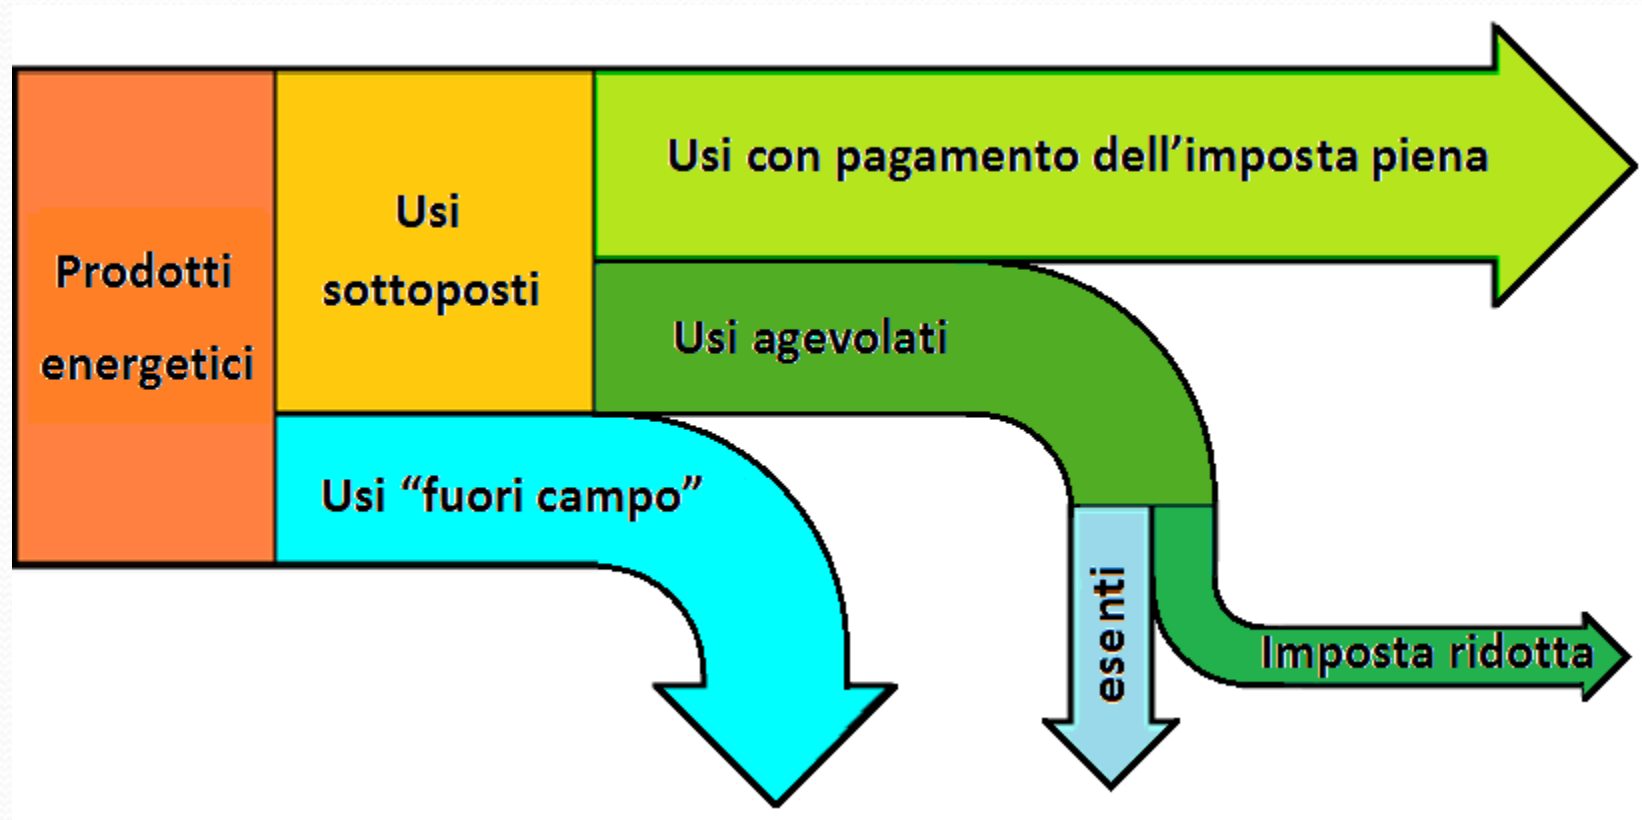 Prodotti
energetici
Usi
sottoposti
Usi con pagamento dell’imposta piena
Usi agevolati
Usi “fuori campo”
esenti
Imposta ridotta